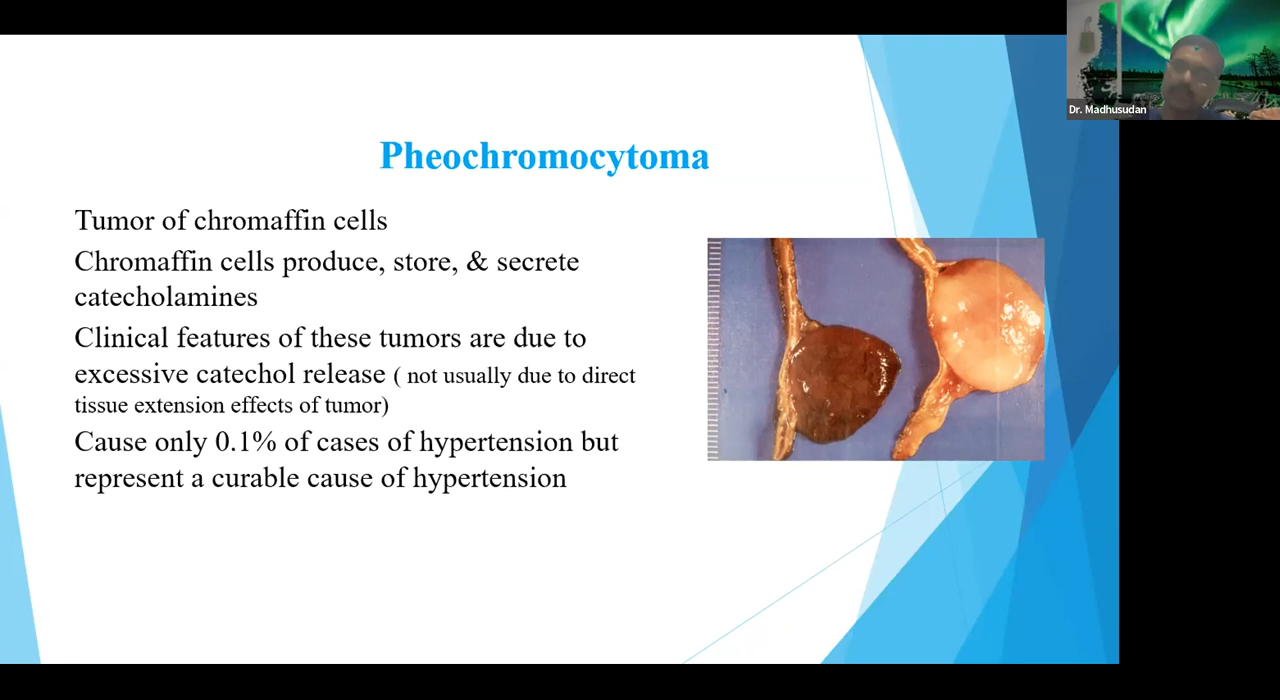 Dr. Madhusudan
Pheochromocytoma
Tumor of chromaffin cells
Chromaffin cells produce, store, & secrete
catecholamines
Clinical features of these tumors are due to
excessive catechol release ( not usually due to direct
tissue extension effects of tumor)
Cause only 0.1% of cases of hypertension but
represent a curable cause of hypertension